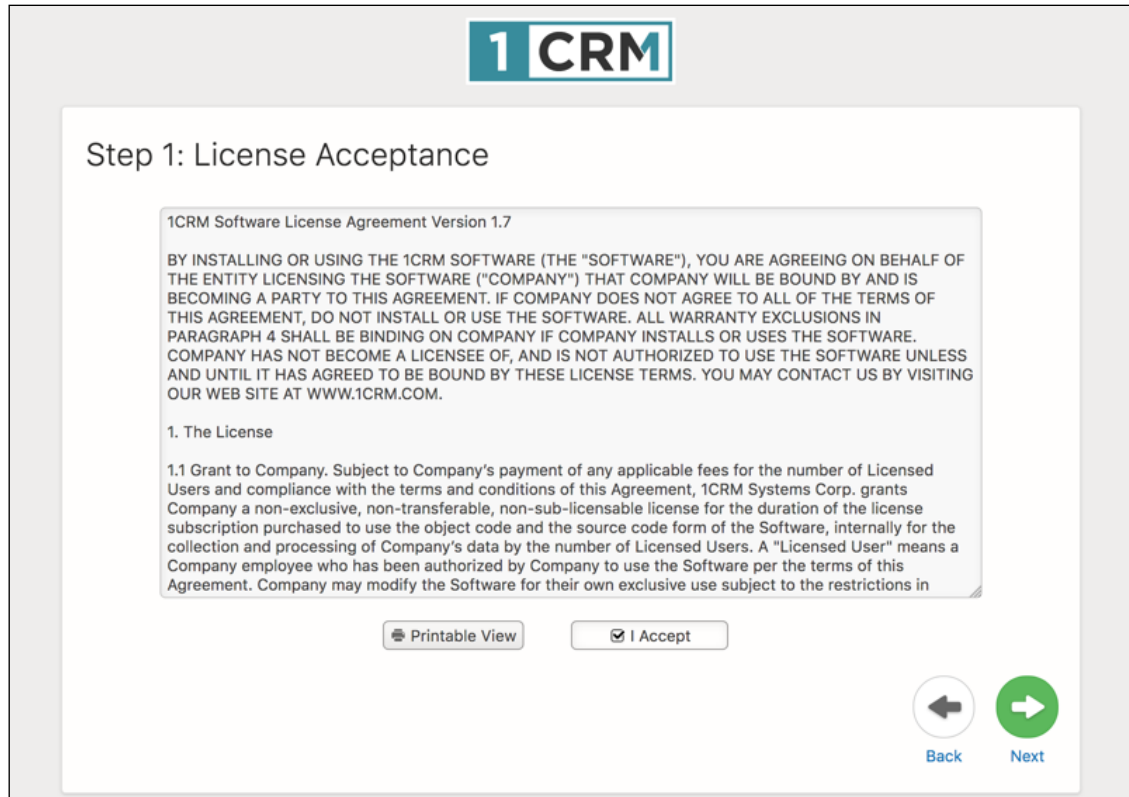 1 CRM
Step 1: License Acceptance
1CRM Software License Agreement Version 1.7
BY INSTALLING OR USING THE 1CRM SOFTWARE (THE "SOFTWARE"), YOU ARE AGREEING ON BEHALF OF
THE ENTITY LICENSING THE SOFTWARE ("COMPANY") THAT COMPANY WILL BE BOUND BY AND IS
BECOMING A PARTY TO THIS AGREEMENT. IF COMPANY DOES NOT AGREE TO ALL OF THE TERMS OF
THIS AGREEMENT, DO NOT INSTALL OR USE THE SOFTWARE. ALL WARRANTY EXCLUSIONS IN
PARAGRAPH 4 SHALL BE BINDING ON COMPANY IF COMPANY INSTALLS OR USES THE SOFTWARE.
COMPANY HAS NOT BECOME A LICENSEE OF, AND IS NOT AUTHORIZED TO USE THE SOFTWARE UNLESS
AND UNTIL IT HAS AGREED TO BE BOUND BY THESE LICENSE TERMS. YOU MAY CONTACT US BY VISITING
OUR WEB SITE AT WWW.1CRM.COM.
1. The License
1.1 Grant to Company. Subject to Company's payment of any applicable fees for the number of Licensed
Users and compliance with the terms and conditions of this Agreement, 1CRM Systems Corp. grants
Company a non-exclusive, non-transferable, non-sub-licensable license for the duration of the license
subscription purchased to use the object code and the source code form of the Software, internally for the
collection and processing of Company's data by the number of Licensed Users. A "Licensed User" means a
Company employee who has been authorized by Company to use the Software per the terms of this
Agreement. Company may modify the Software for their own exclusive use subject to the restrictions in
Printable View
I Accept
Back
Next